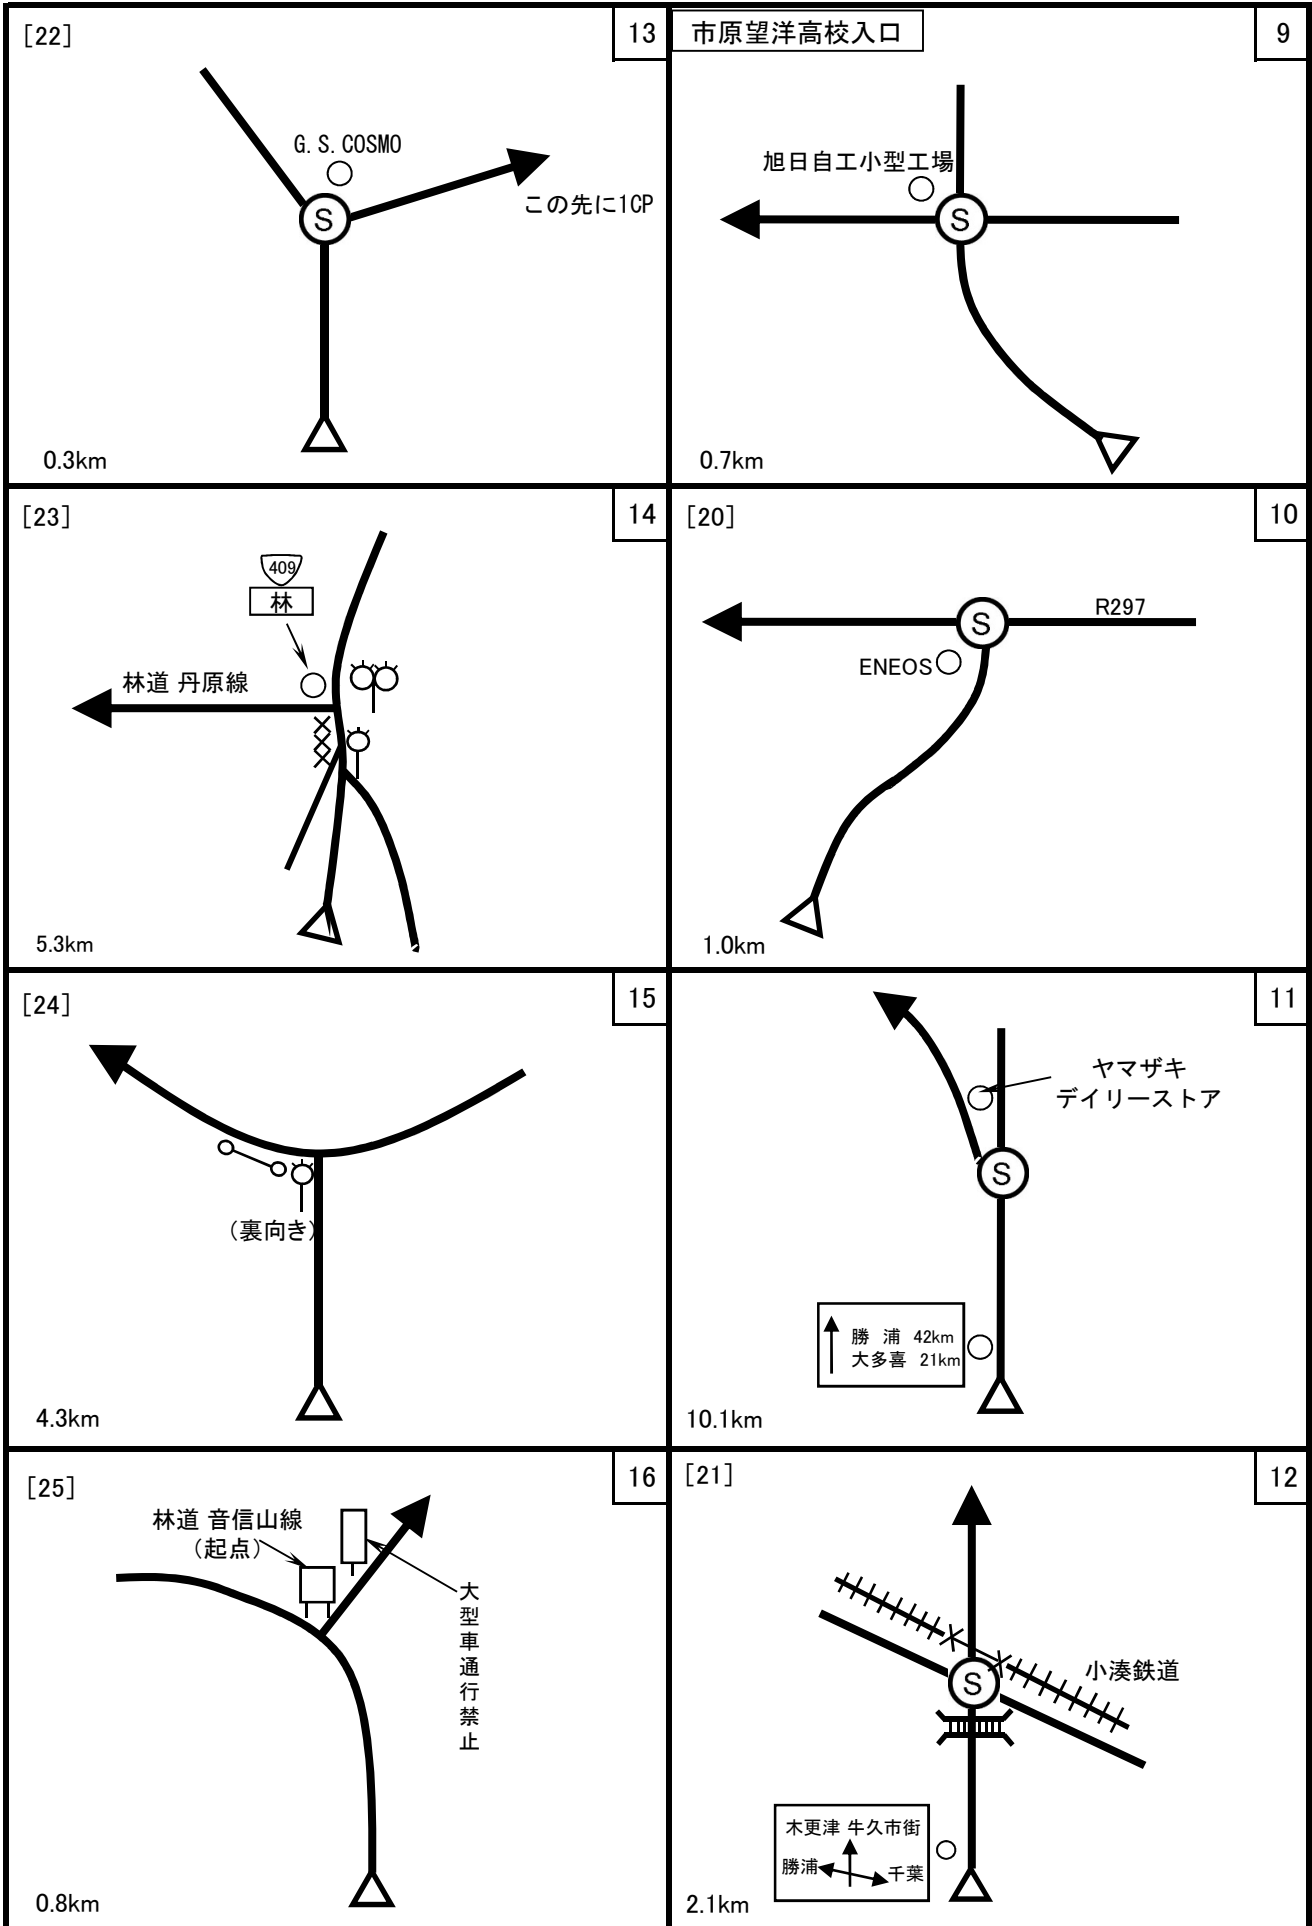 [22]
13
G.S.COSMO
S
この先に1CP
0.3km
市原望洋高校入口
9
旭日自工小型工場
S
0.7km
[23]
14
409
林
林道 丹原線
5.3km
[20]
10
R297
S
ENEOS
1.0km
[24]
15
(裏向き)
4.3km
11
ヤマザキ
デイリーストア
S
勝 浦 42km
大多喜 21km
10.1km
[25]
16
林道 音信山線
(起点)
大型車通行禁止
0.8km
[21]
12
小湊鉄道
S
木更津 牛久市街
勝浦
千葉
2.1km